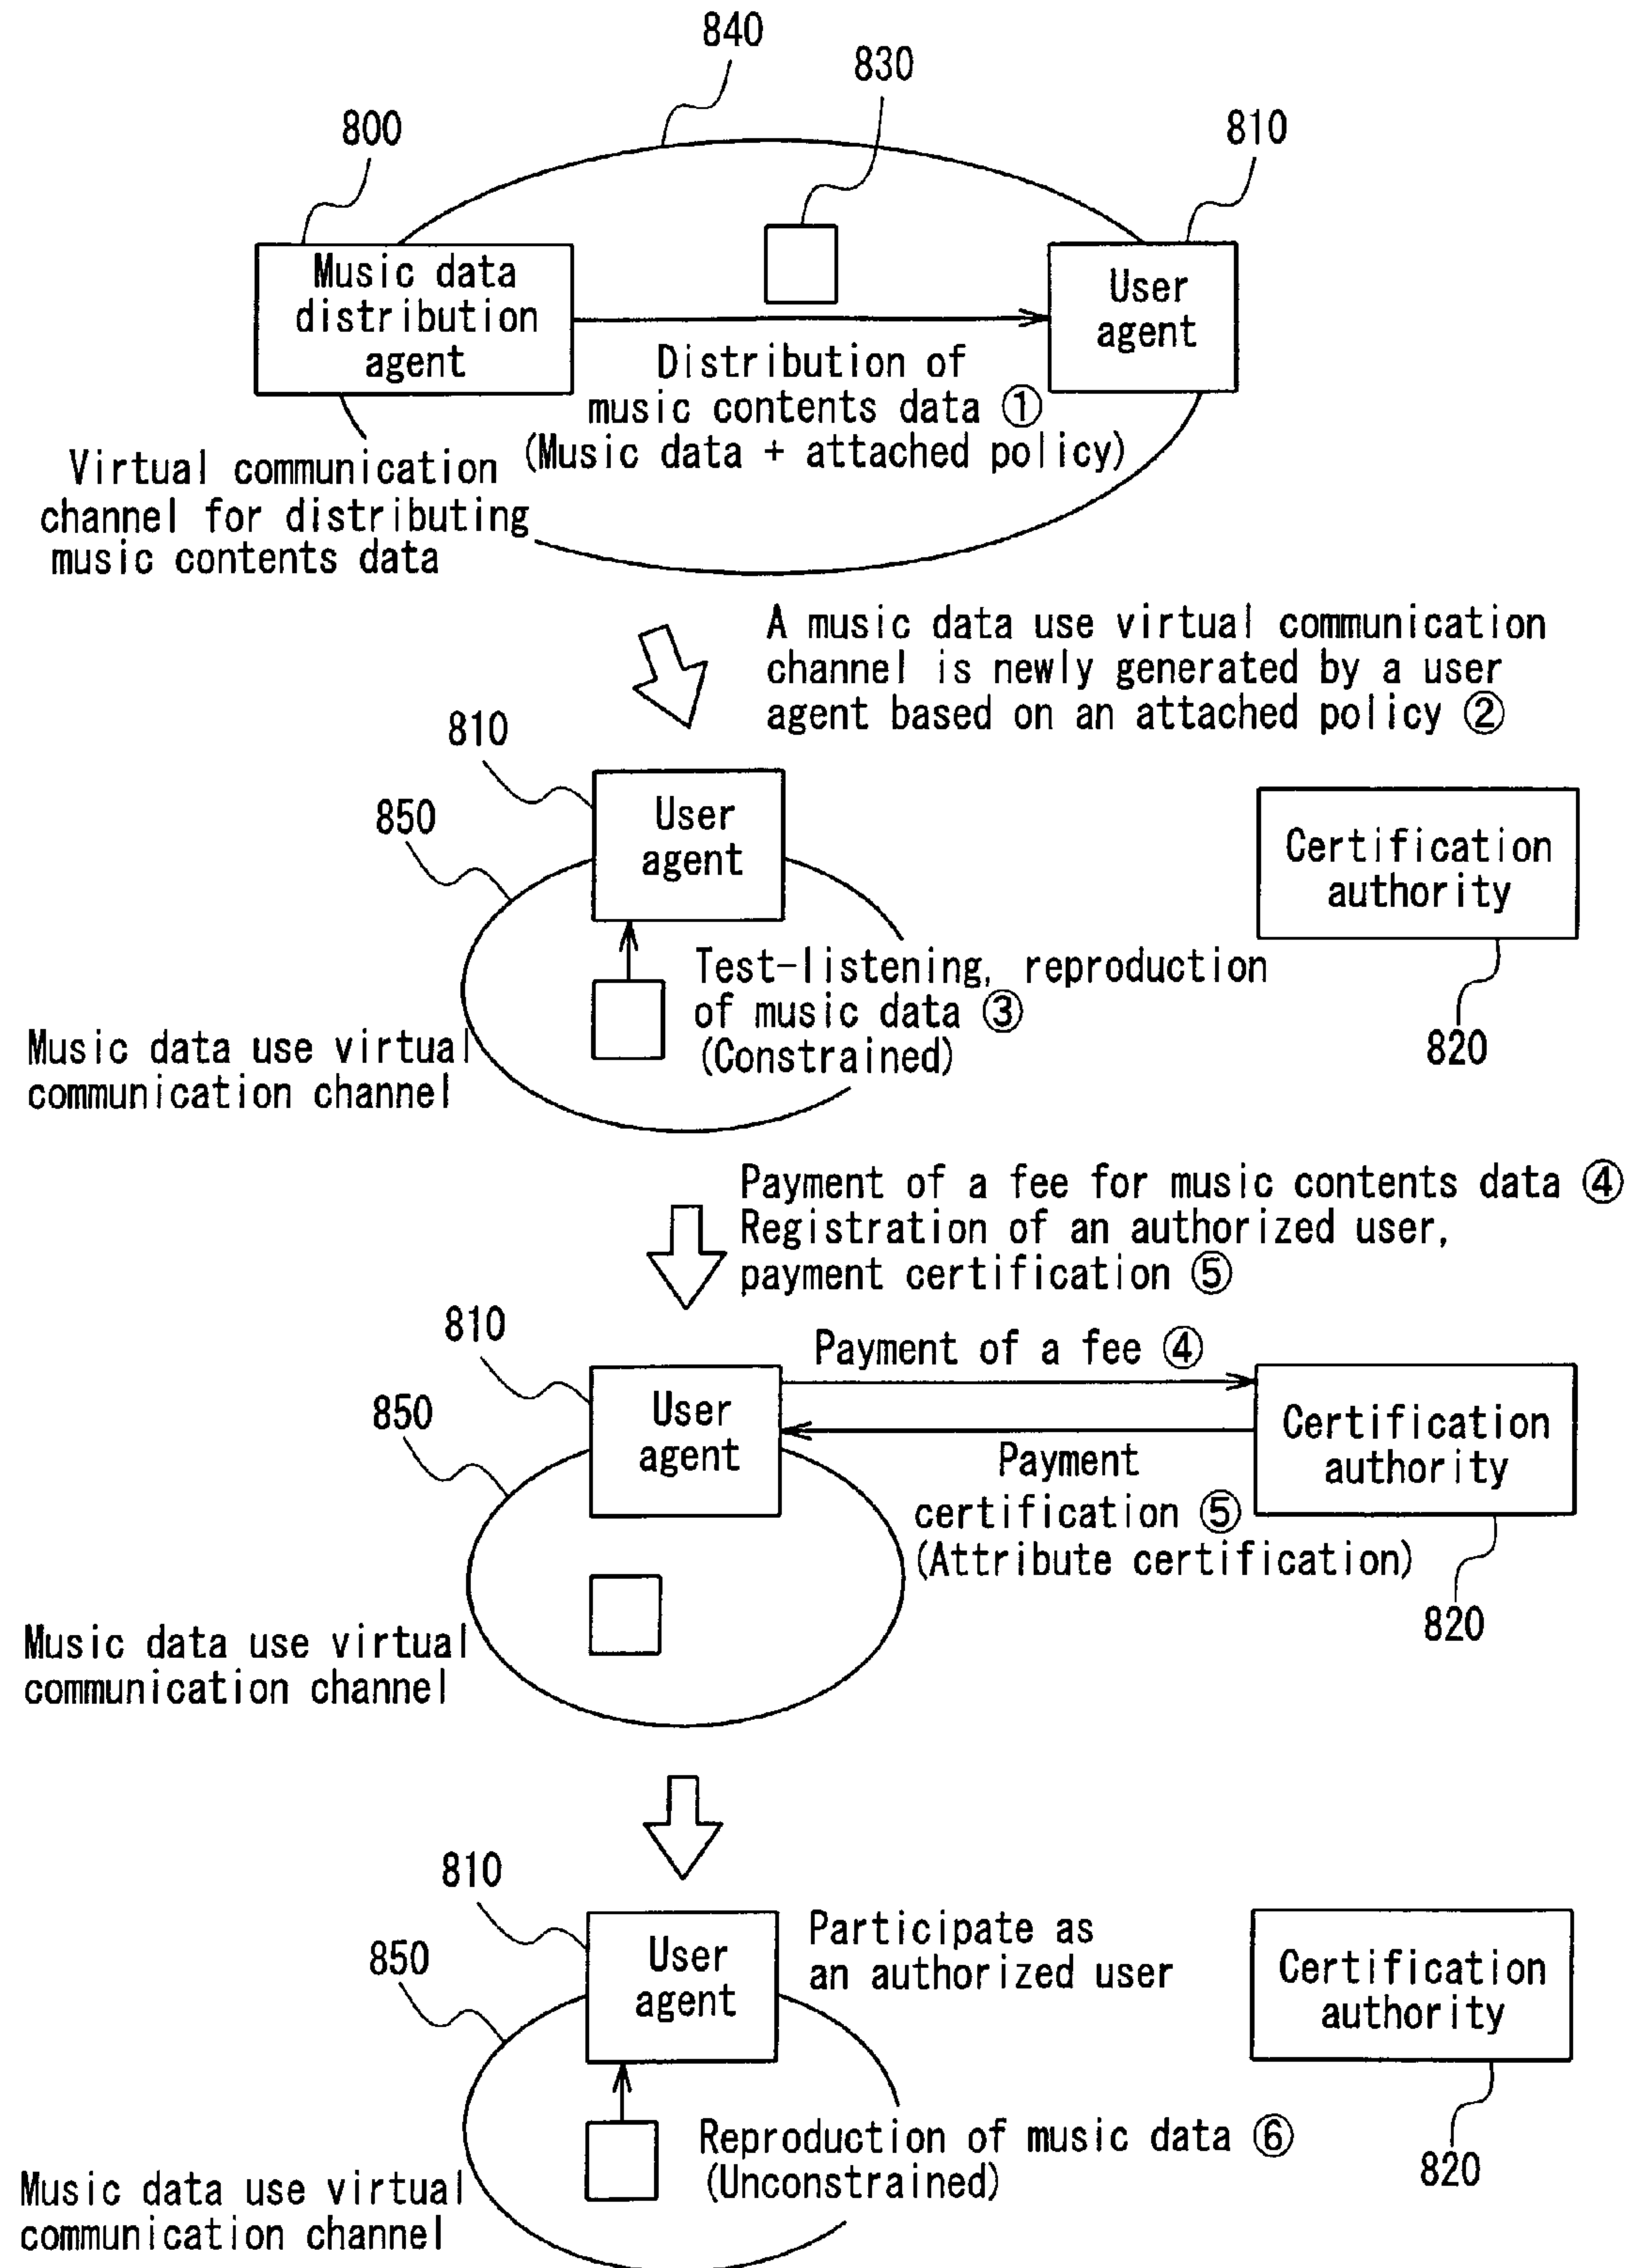 840
830
800
810
Music data
distribution
agent
User
agent
Distribution of
music contents data ①
(Music data + attached policy)
Virtual communication
channel for distributing
music contents data
A music data use virtual communication
channel is newly generated by a user
agent based on an attached policy ②
810
850
User
agent
Certification
authority
820
Test-listening, reproduction
of music data ③
(Constrained)
Music data use virtual
communication channel
Payment of a fee for music contents data ④
Registration of an authorized user,
payment certification ⑤
810
850
User
agent
Payment of a fee ④
Certification
authority
Payment
certification ⑤
(Attribute certification)
820
Music data use virtual
communication channel
810
850
User
agent
Participate as
an authorized user
Certification
authority
820
Reproduction of music data ⑥
(Unconstrained)
Music data use virtual
communication channel